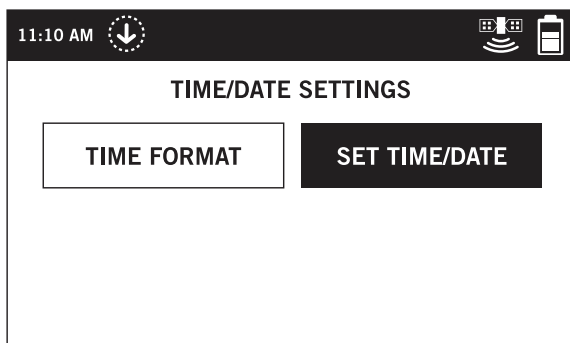 11:10 AM
TIME/DATE SETTINGS
TIME FORMAT
SET TIME/DATE